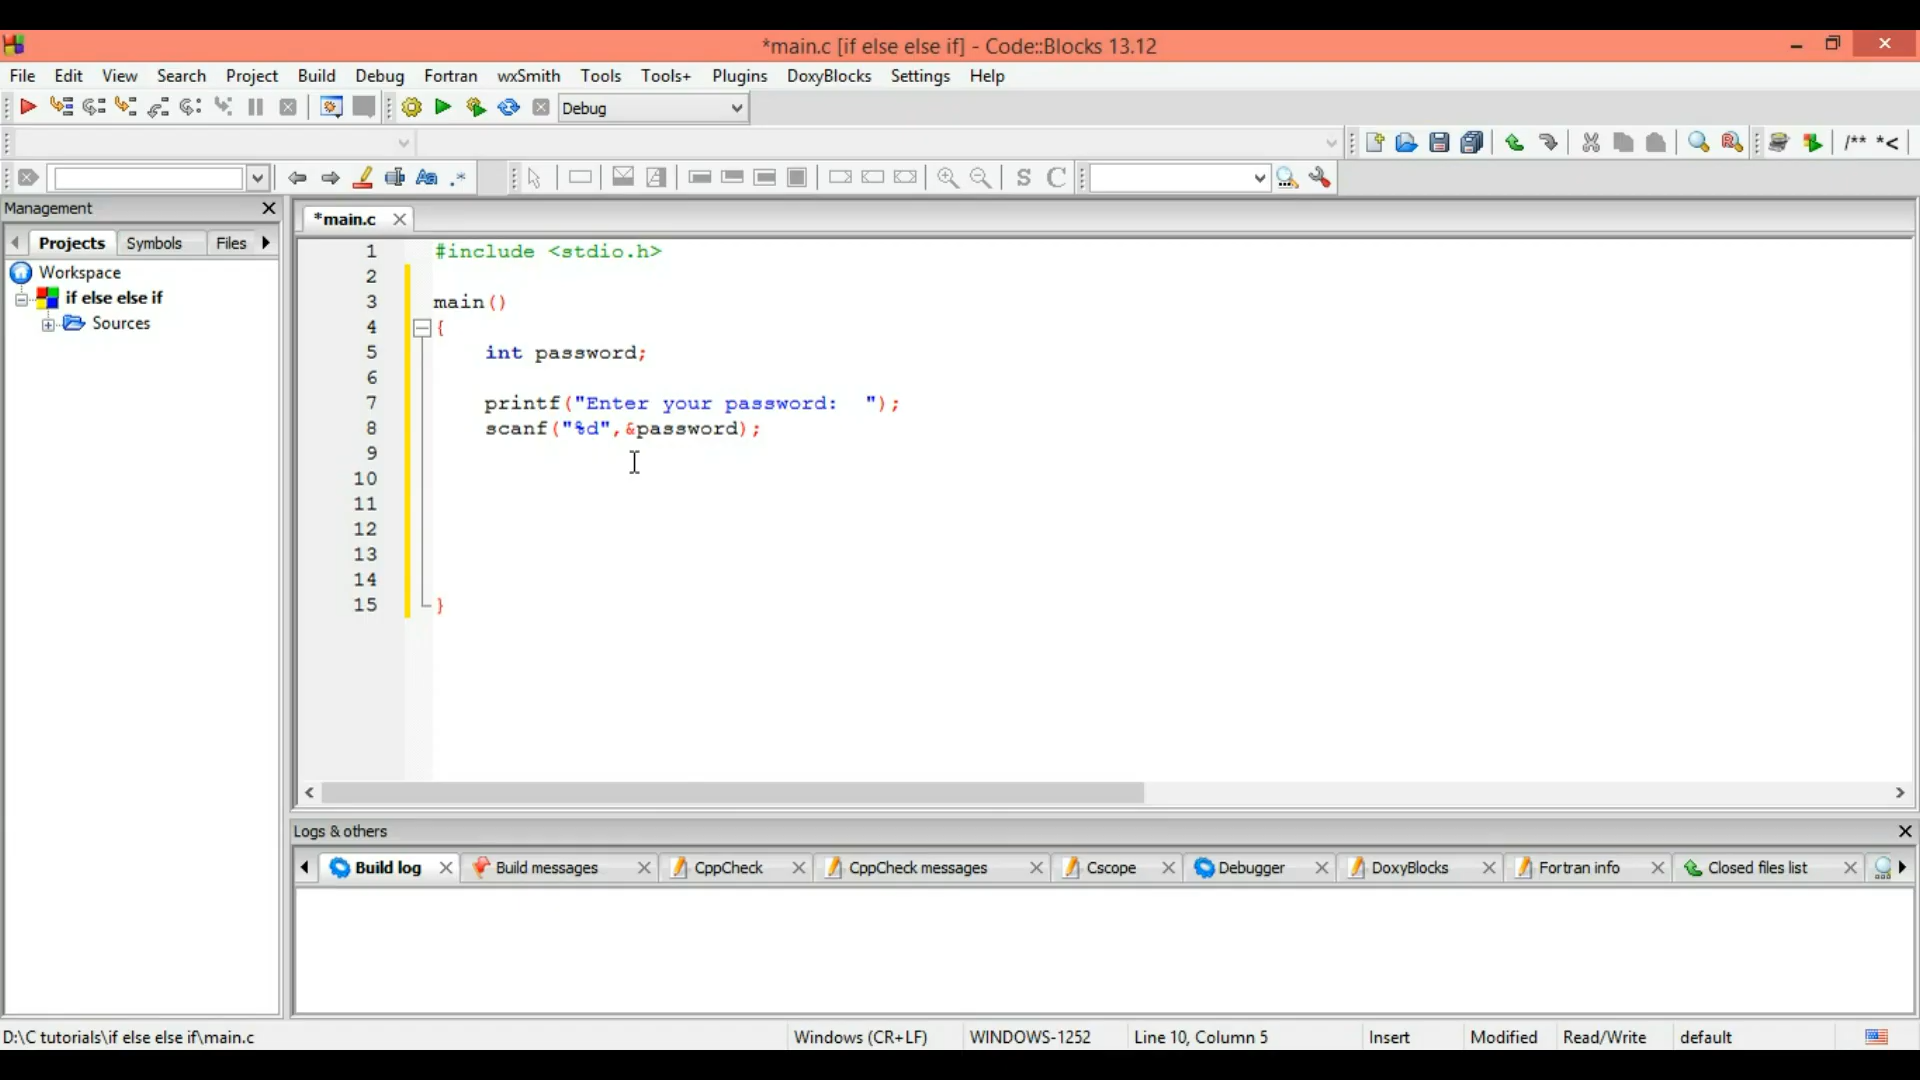 *main.c [if else else if] - Code::Blocks 13.12
File Edit View Search Project Build Debug Fortran wxSmith Tools Tools+ Plugins DoxyBlocks Settings Help
Debug
/** *<
S C
Management
*main.c
Projects Symbols Files
Workspace
if else else if
Sources
1 #include <stdio.h>
2
3 main()
4 {
5 int password;
6
7 printf("Enter your password:  ");
8 scanf("%d",&password);
9
10
11
12
13
14
15 }
Logs & others
Build log Build messages CppCheck CppCheck messages Cscope Debugger DoxyBlocks Fortran info Closed files list
D:\C tutorials\if else else if\main.c Windows (CR+LF) WINDOWS-1252 Line 10, Column 5 Insert Modified Read/Write default